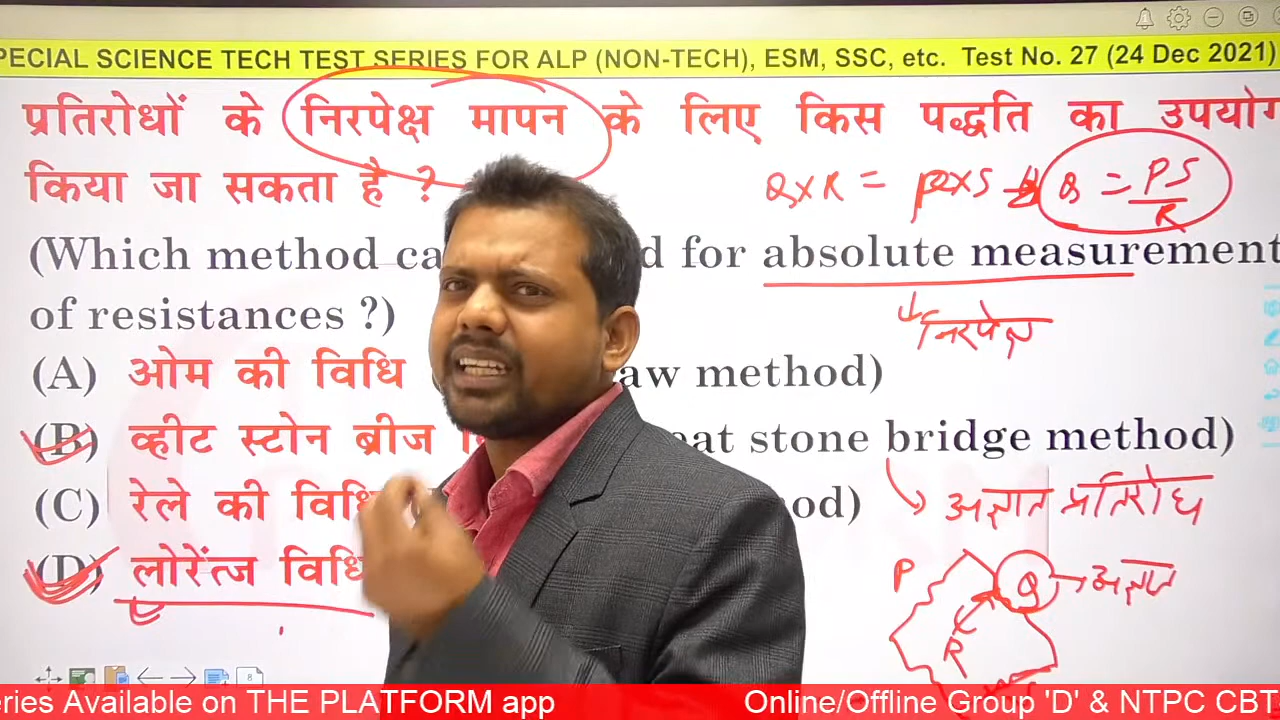 PECIAL SCIENCE TECH TEST SERIES FOR ALP (NON-TECH), ESM, SSC, etc. Test No. 27 (24 Dec 2021)
प्रतिरोधों के निरपेक्ष मापन के लिए किस पद्धति का उपयोग
किया जा सकता है ?
Q = PS
R
(Which method ca d for absolute measurement
of resistances ?)
निरपेक्ष
(A) ओम की विधि aw method)
(B) व्हीट स्टोन ब्रीज वि eat stone bridge method)
(C) रेले की विधि od)
अज्ञात प्रतिरोध
(D) लोरेंत्ज विधि
P Q अज्ञात
R
8
eries Available on THE PLATFORM app Online/Offline Group 'D' & NTPC CBT